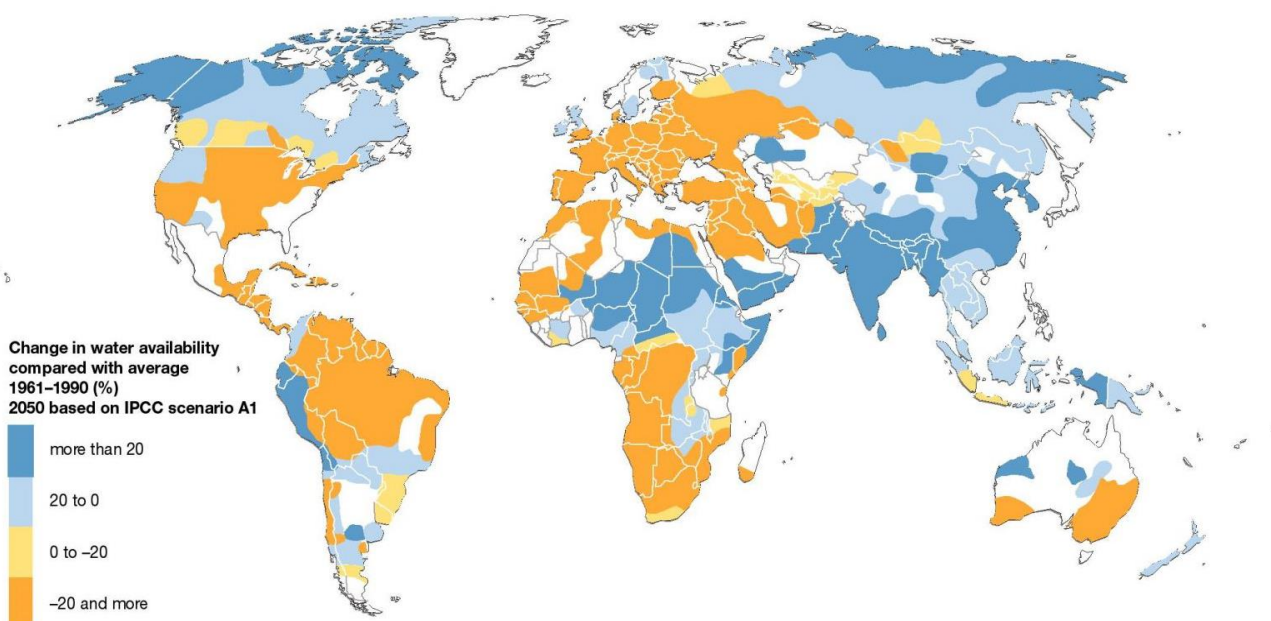 Change in water availability
compared with average
1961–1990 (%)
2050 based on IPCC scenario A1
more than 20
20 to 0
0 to –20
–20 and more